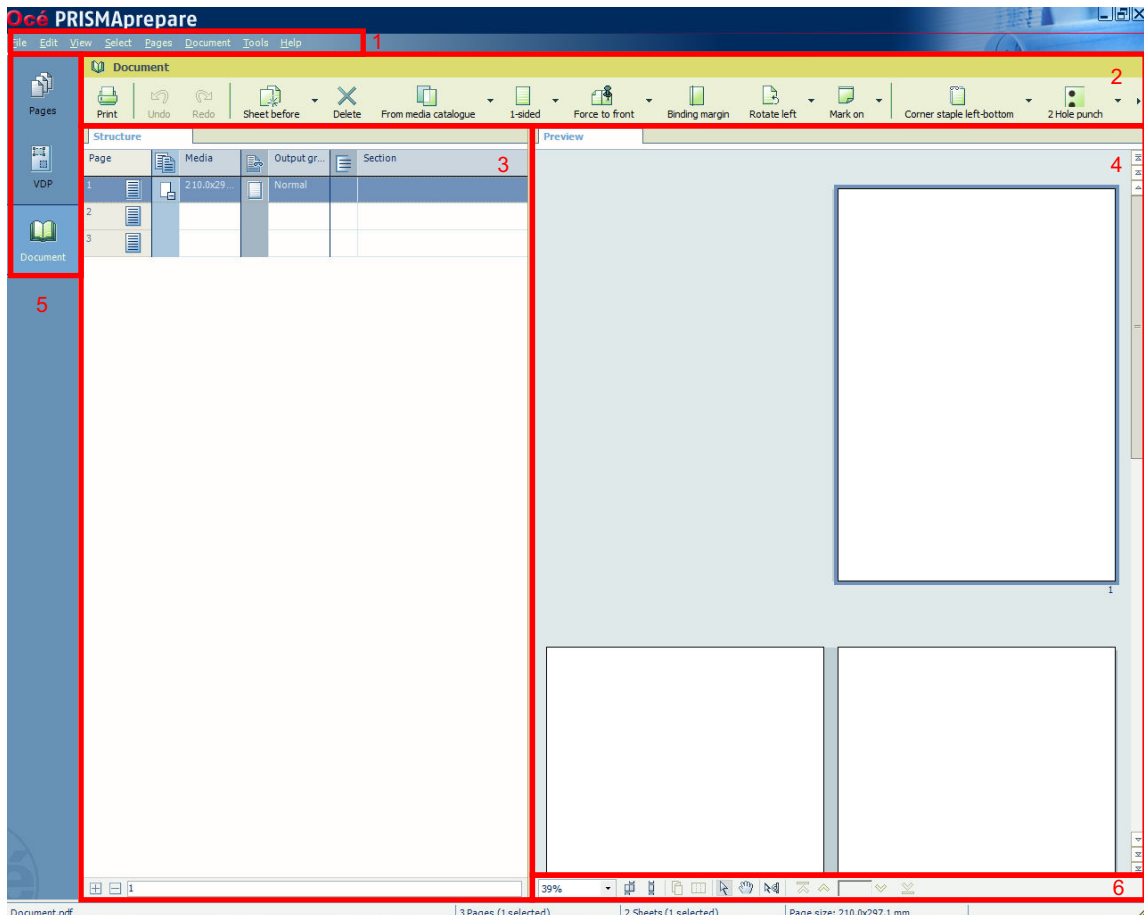 Océ PRISMAprepare
File Edit View Select Pages Document Tools Help
1
Document
2
Print Undo Redo Sheet before Delete From media catalogue 1-sided Force to front Binding margin Rotate left Mark on Corner staple left-bottom 2 Hole punch
Pages
VDP
Document
5
Structure
Page Media Output gr... Section
3
1 210.0x29... Normal
2
3
1
Preview
4
1
39%
6
Document.pdf 3 Pages (1 selected) 2 Sheets (1 selected) Page size: 210.0x297.1 mm